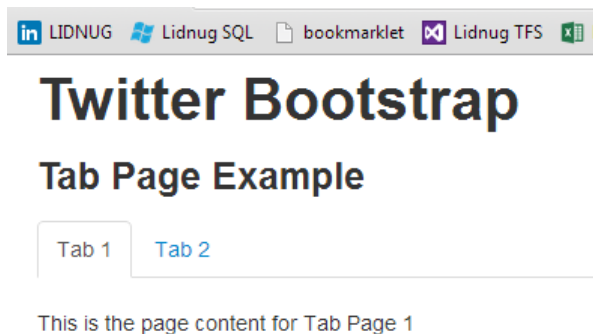 in LIDNUG Lidnug SQL bookmarklet Lidnug TFS
Twitter Bootstrap
Tab Page Example
Tab 1 Tab 2
This is the page content for Tab Page 1